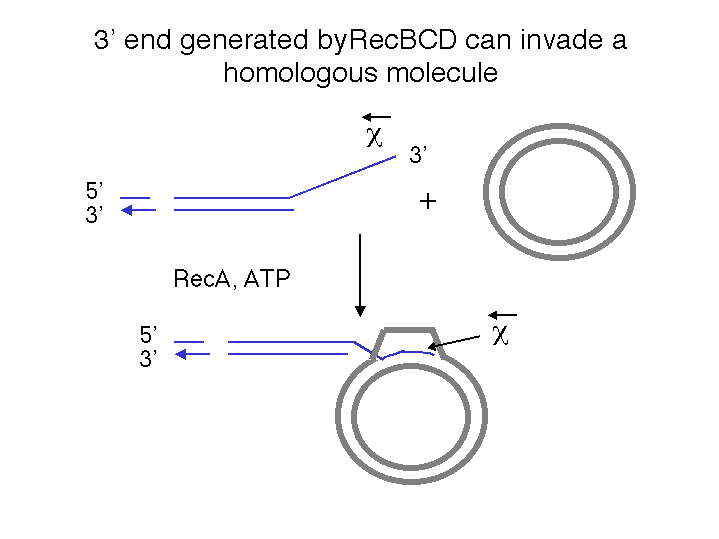 3’ end generated byRecBCD can invade a
homologous molecule
χ
3’
5’
3’
+
RecA, ATP
5’
3’
χ